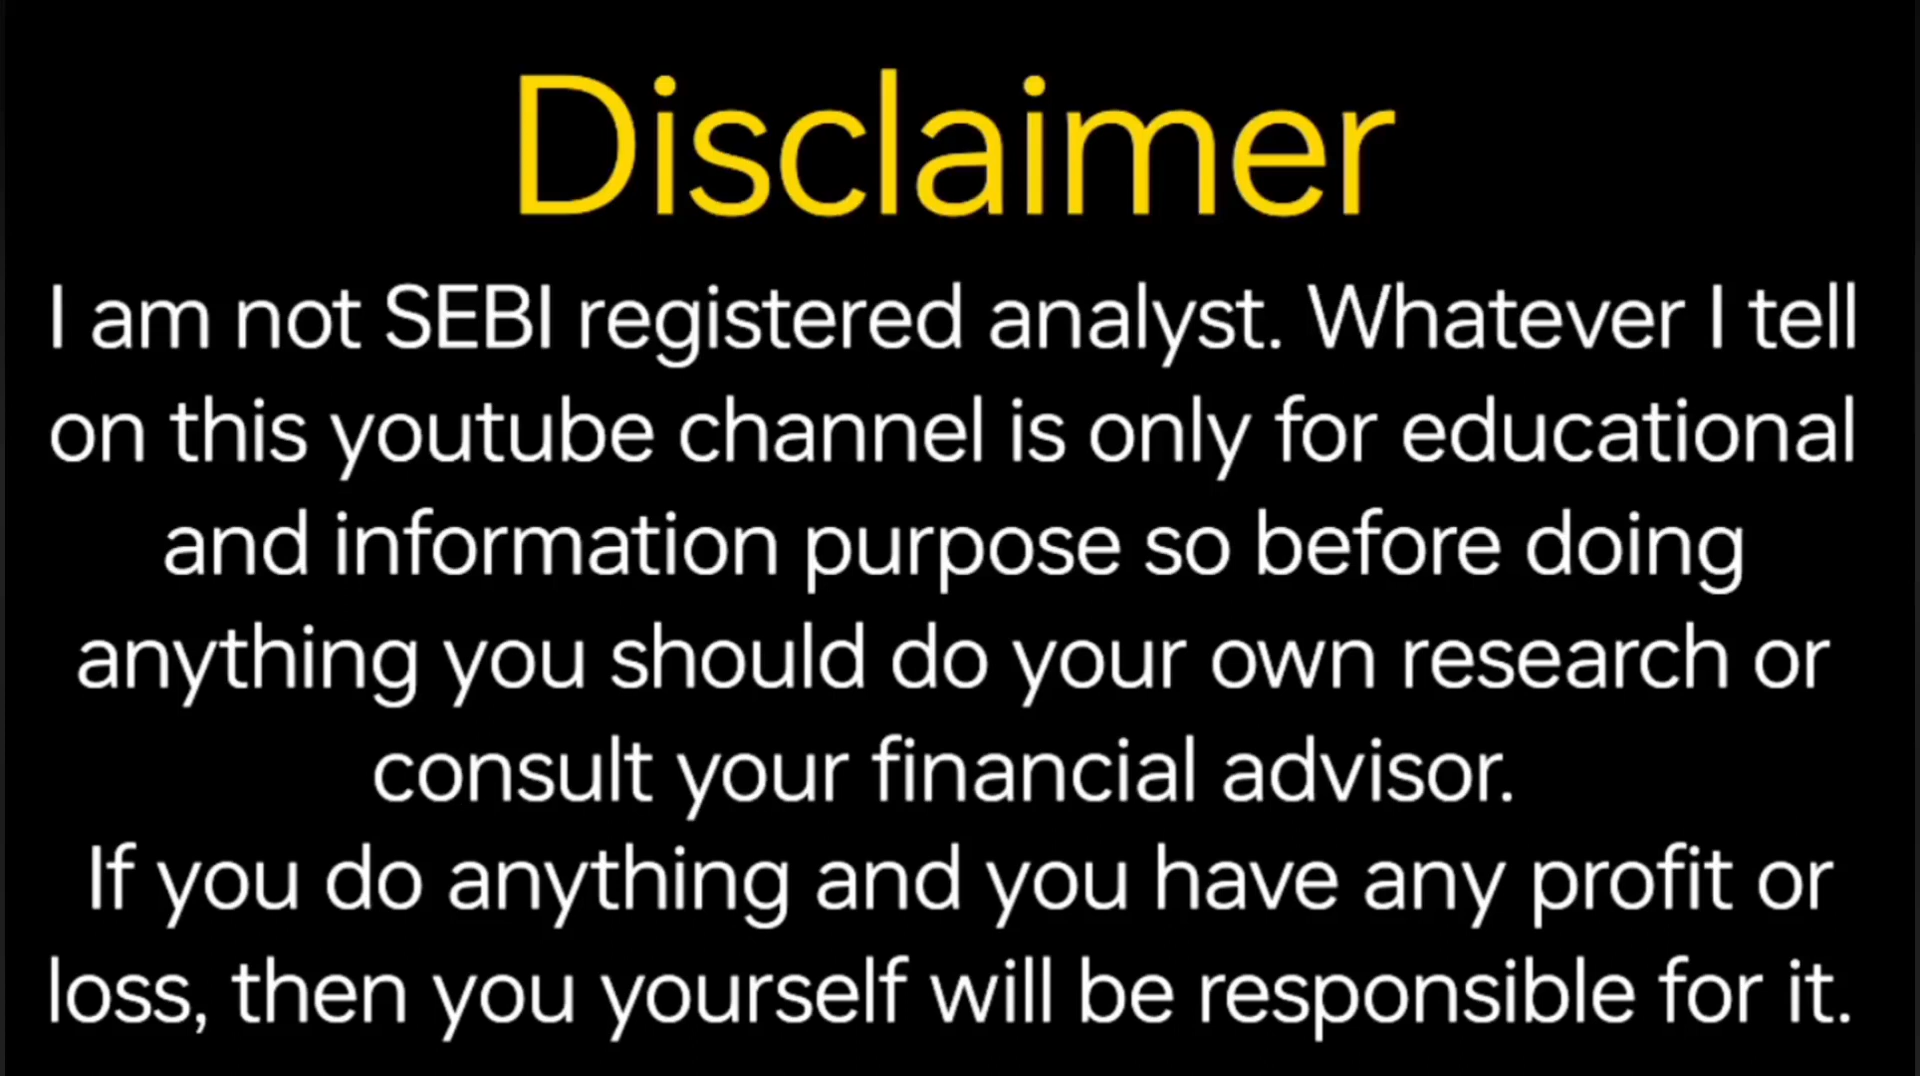 Disclaimer
I am not SEBI registered analyst. Whatever I tell
on this youtube channel is only for educational
and information purpose so before doing
anything you should do your own research or
consult your financial advisor.
If you do anything and you have any profit or
loss, then you yourself will be responsible for it.